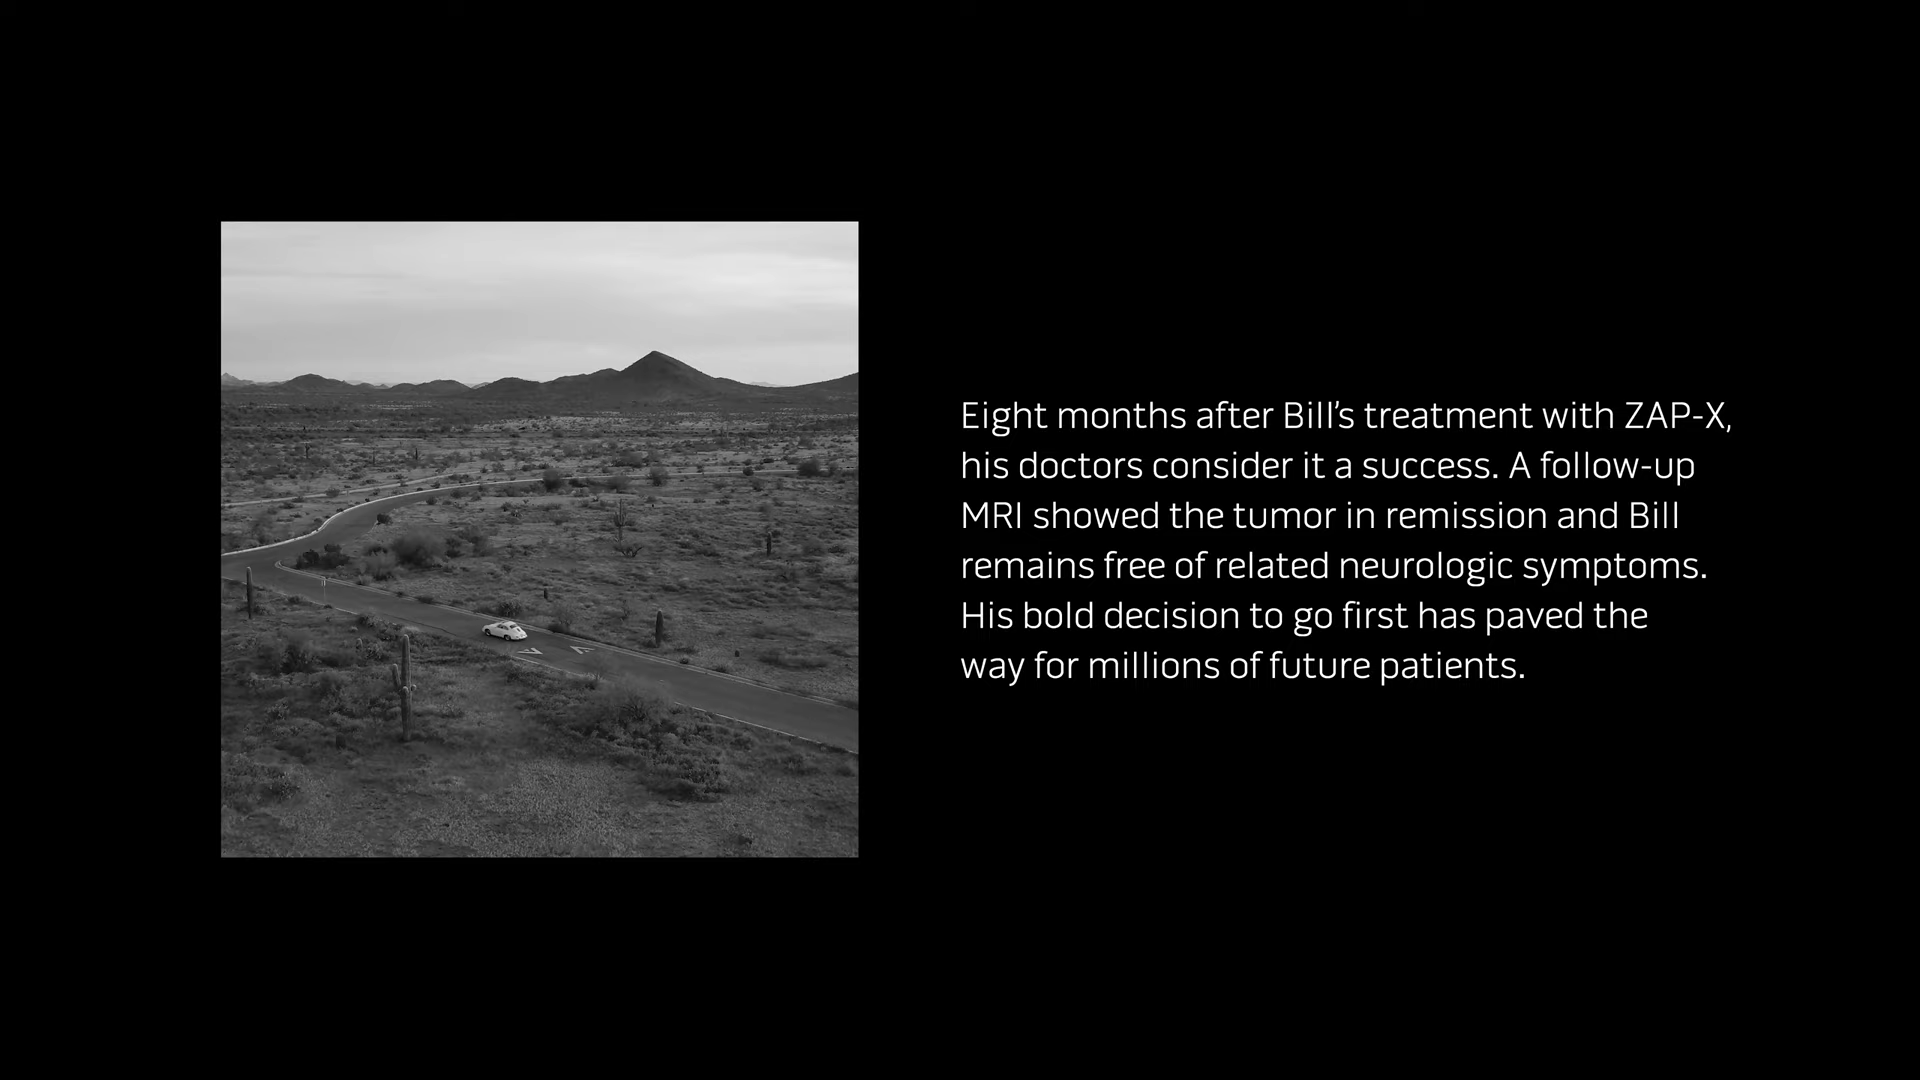 Eight months after Bill’s treatment with ZAP-X,
his doctors consider it a success. A follow-up
MRI showed the tumor in remission and Bill
remains free of related neurologic symptoms.
His bold decision to go first has paved the
way for millions of future patients.